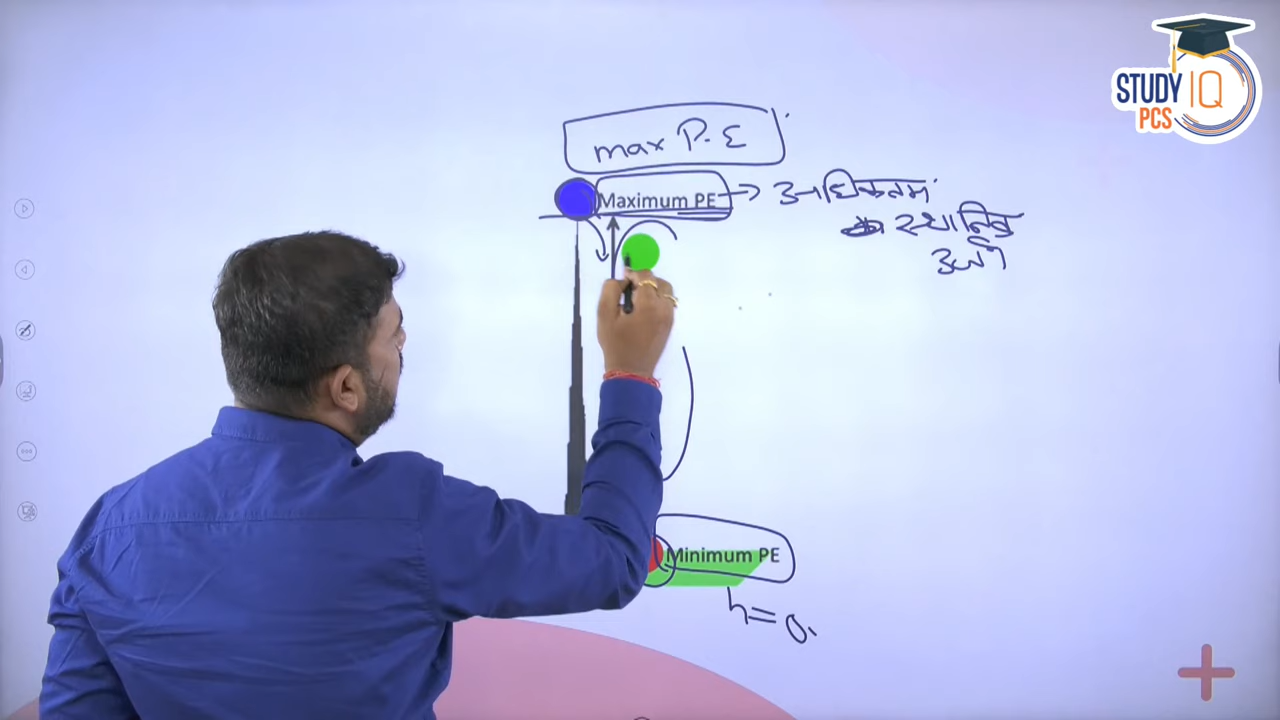 STUDY IQ
PCS
max P.E
Maximum PE → अधिकतम
स्थानिज
ऊर्जा
Minimum PE
h=0